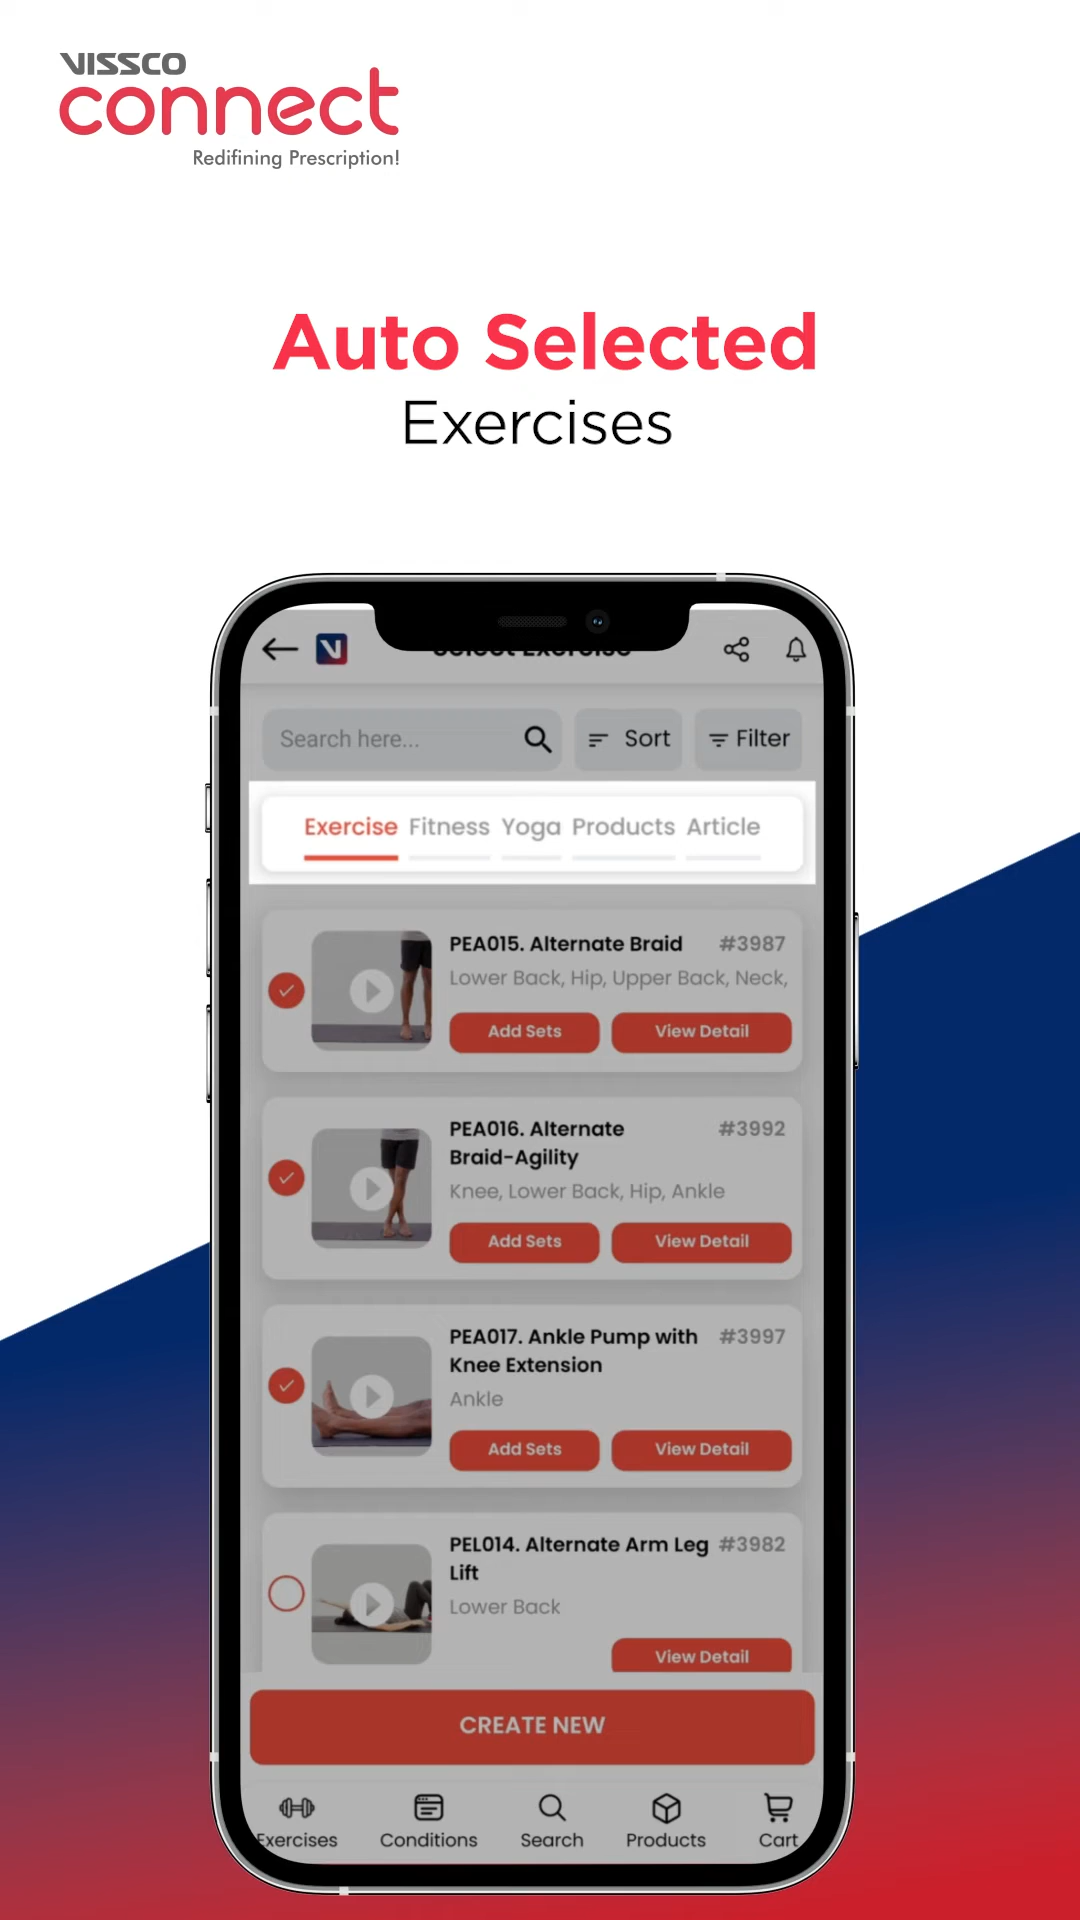 VISSCO
connect
Redifining Prescription!
Auto Selected
Exercises
Select Exercise
Search here...
Sort
Filter
Exercise Fitness Yoga Products Article
PEA015. Alternate Braid #3987
Lower Back, Hip, Upper Back, Neck,
Add Sets View Detail
PEA016. Alternate #3992
Braid-Agility
Knee, Lower Back, Hip, Ankle
Add Sets View Detail
PEA017. Ankle Pump with #3997
Knee Extension
Ankle
Add Sets View Detail
PEL014. Alternate Arm Leg #3982
Lift
Lower Back
View Detail
CREATE NEW
Exercises Conditions Search Products Cart